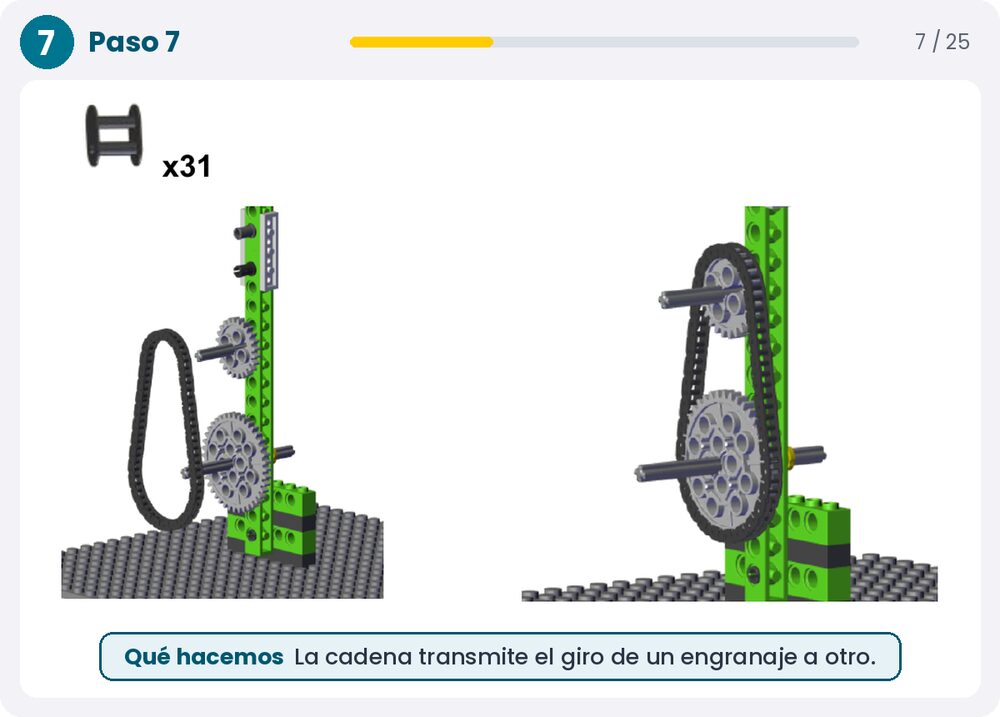 7 Paso 7 7 / 25
x31
Qué hacemos La cadena transmite el giro de un engranaje a otro.